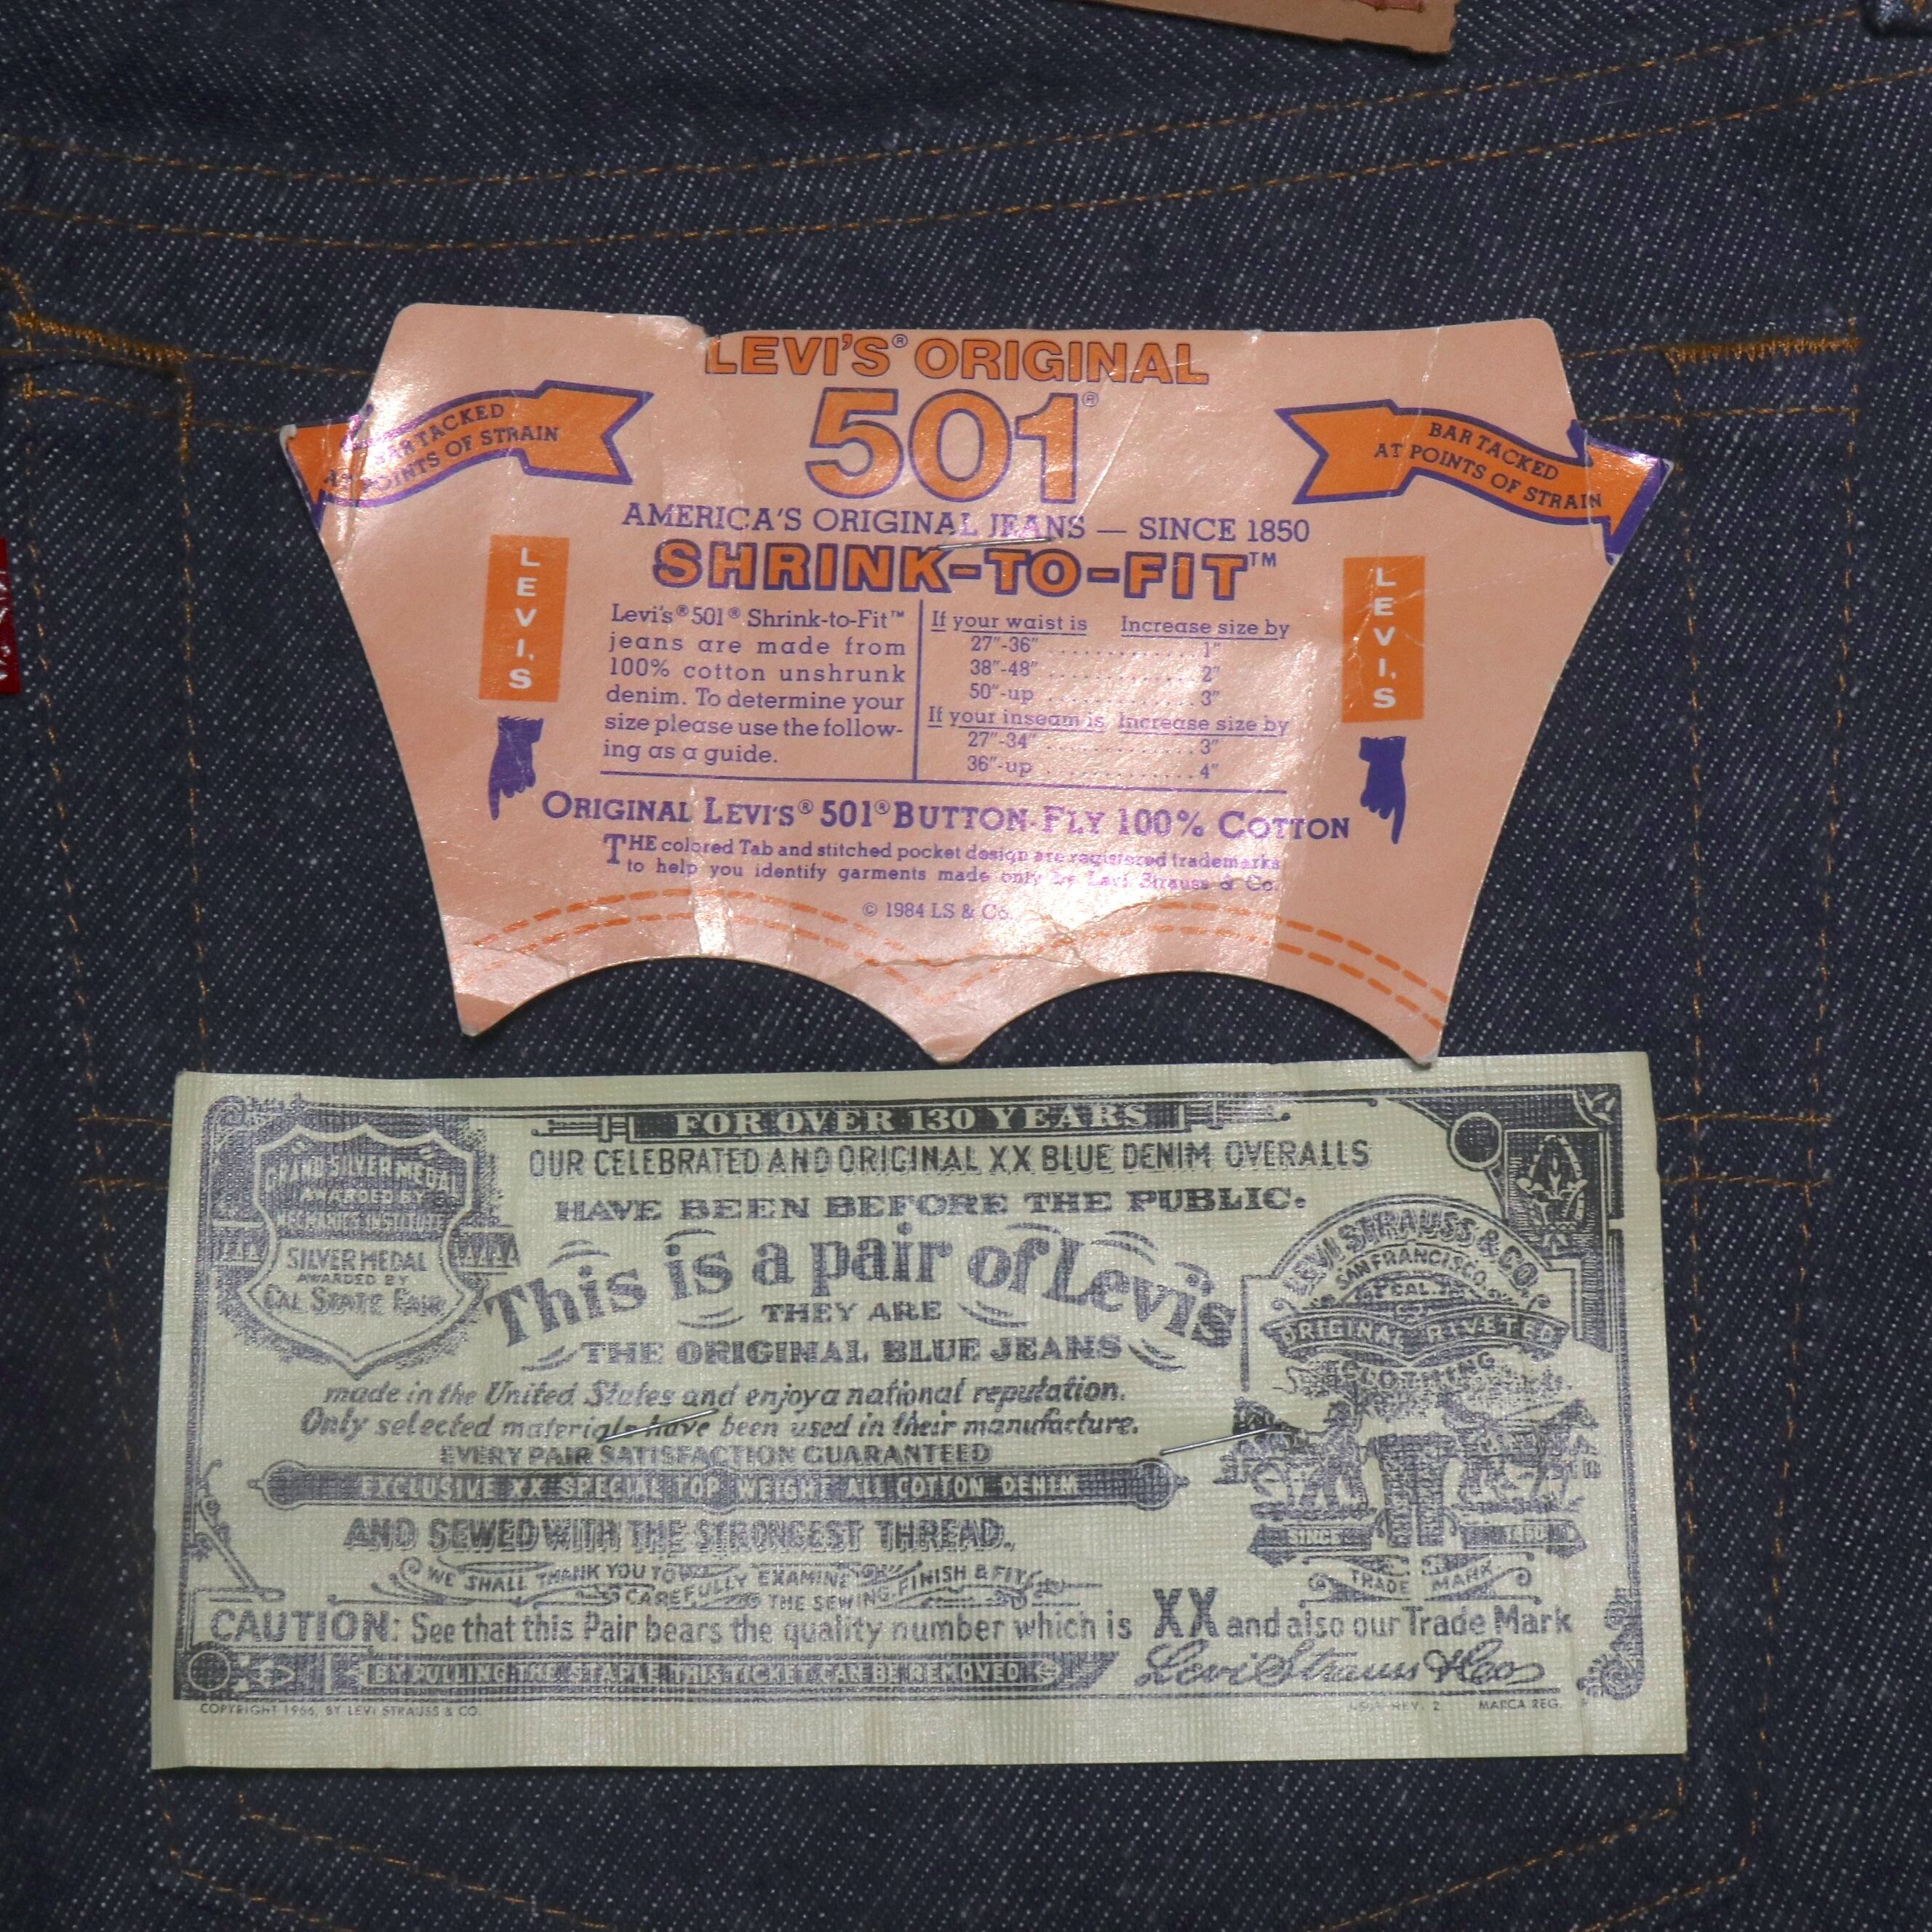 LEVI'S® ORIGINAL
501®
BAR TACKED
AT POINTS OF STRAIN
BAR TACKED
AT POINTS OF STRAIN
AMERICA'S ORIGINAL JEANS — SINCE 1850
SHRINK-TO-FIT™
LEVI'S
LEVI'S
Levi's® 501® Shrink-to-Fit™
jeans are made from
100% cotton unshrunk
denim. To determine your
size please use the follow-
ing as a guide.
If your waist is Increase size by
27"-36" ............ 1"
38"-48" ............ 2"
50"-up ............ 3"
If your inseam is Increase size by
27"-34" ............ 3"
36"-up ............ 4"
ORIGINAL LEVI'S® 501® BUTTON-FLY 100% COTTON
THE colored Tab and stitched pocket design are registered trademarks
to help you identify garments made only by Levi Strauss & Co.
© 1984 LS & Co.
FOR OVER 130 YEARS
OUR CELEBRATED AND ORIGINAL XX BLUE DENIM OVERALLS
HAVE BEEN BEFORE THE PUBLIC.
GRAND SILVER MEDAL
AWARDED BY
MECHANICS INSTITUTE
SILVER MEDAL
AWARDED BY
CAL STATE FAIR
This is a pair of Levi's
THEY ARE
THE ORIGINAL BLUE JEANS
made in the United States and enjoy a national reputation.
Only selected materials have been used in their manufacture.
EVERY PAIR SATISFACTION GUARANTEED
EXCLUSIVE XX SPECIAL TOP WEIGHT ALL COTTON DENIM
AND SEWED WITH THE STRONGEST THREAD.
WE SHALL THANK YOU TO
CAREFULLY EXAMINE
THE SEWING, FINISH & FIT
LEVI STRAUSS & CO.
SAN FRANCISCO,
CAL.
ORIGINAL RIVETED
CLOTHING
SINCE 1850
TRADE MARK
CAUTION: See that this Pair bears the quality number which is XX and also our Trade Mark
BY PULLING THE STAPLE THIS TICKET CAN BE REMOVED
Levi Strauss & Co
COPYRIGHT 1966, BY LEVI STRAUSS & CO.
REV. 2 MARCA REG.